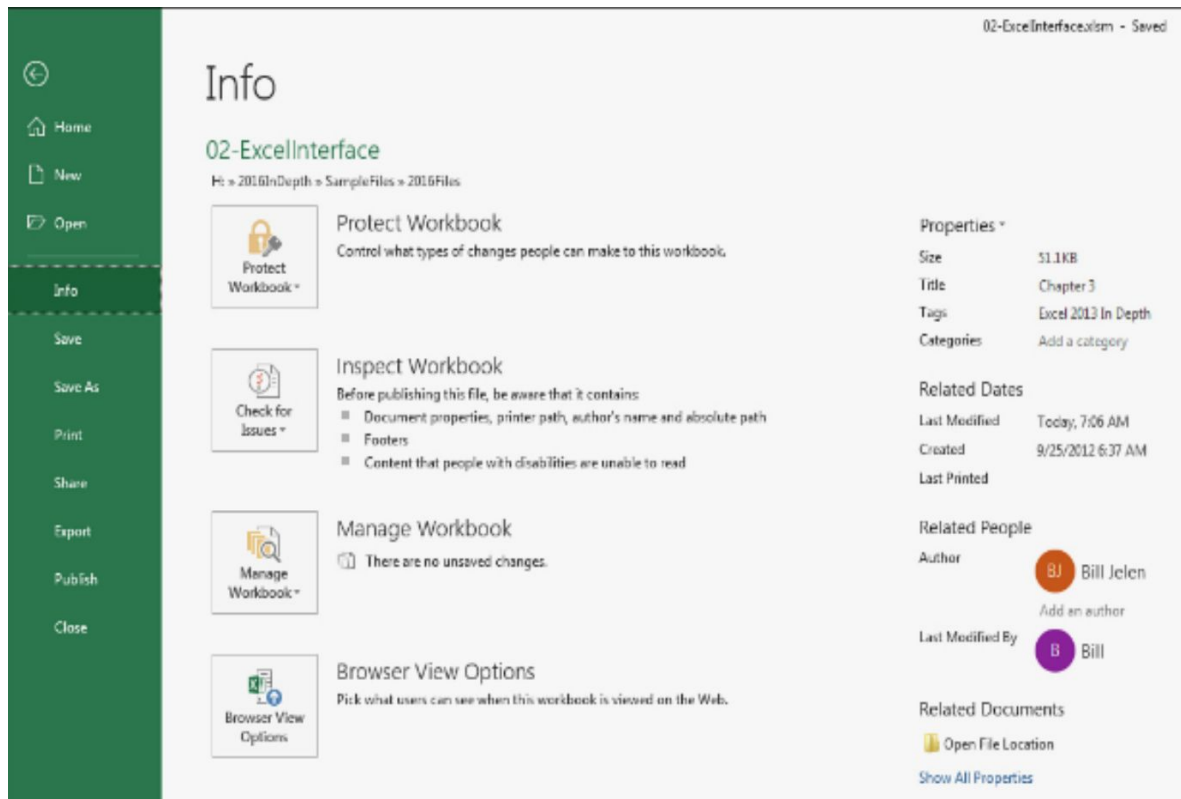 02-ExcelInterface.xlsm - Saved
Home
New
Open
Info
Save
Save As
Print
Share
Export
Publish
Close
Info
02-ExcelInterface
H: » 2016InDepth » SampleFiles » 2016Files
Protect Workbook
Protect Workbook
Control what types of changes people can make to this workbook.
Check for Issues
Inspect Workbook
Before publishing this file, be aware that it contains:
Document properties, printer path, author's name and absolute path
Footers
Content that people with disabilities are unable to read
Manage Workbook
Manage Workbook
There are no unsaved changes.
Browser View Options
Browser View Options
Pick what users can see when this workbook is viewed on the Web.
Properties
Size 51.1KB
Title Chapter 3
Tags Excel 2013 In Depth
Categories Add a category
Related Dates
Last Modified Today, 7:06 AM
Created 9/25/2012 6:37 AM
Last Printed
Related People
Author BJ Bill Jelen
Add an author
Last Modified By B Bill
Related Documents
Open File Location
Show All Properties